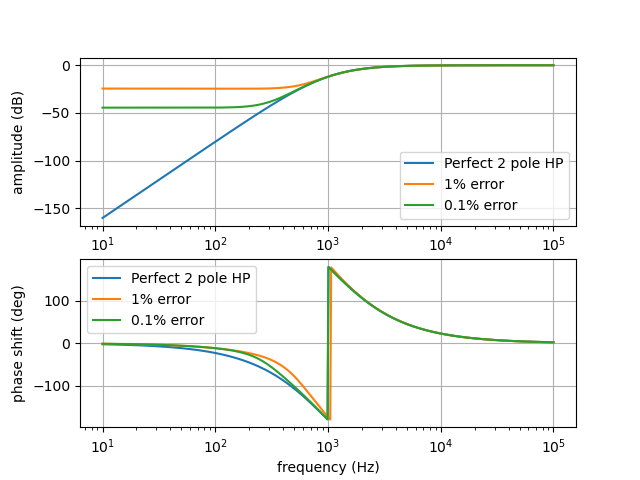 amplitude (dB)
0
−50
−100
−150
Perfect 2 pole HP
1% error
0.1% error
10¹ 10² 10³ 10⁴ 10⁵
phase shift (deg)
100
0
−100
Perfect 2 pole HP
1% error
0.1% error
10¹ 10² 10³ 10⁴ 10⁵
frequency (Hz)